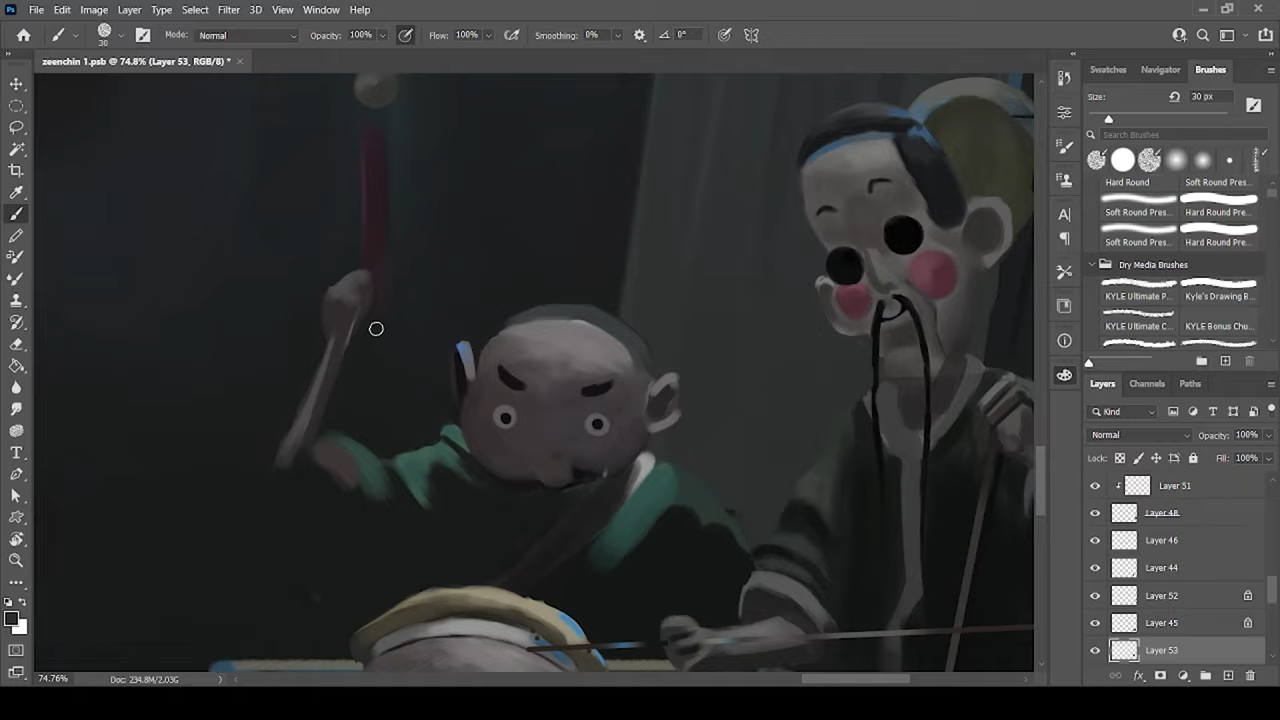 Ps File Edit Image Layer Type Select Filter 3D View Window Help
30 Mode: Normal Opacity: 100% Flow: 100% Smoothing: 0% 0°
zeenchin 1.psb @ 74.8% (Layer 53, RGB/8) *
Swatches Navigator Brushes
Size: 30 px
Search Brushes
Hard Round Soft Round Pres...
Soft Round Pres... Hard Round Pre...
Soft Round Pres... Hard Round Pre...
Dry Media Brushes
KYLE Ultimate P... Kyle's Drawing B...
KYLE Ultimate C... KYLE Bonus Chu...
Layers Channels Paths
Kind
Normal Opacity: 100%
Lock: Fill: 100%
Layer 51
Layer 48
Layer 46
Layer 44
Layer 52
Layer 45
Layer 53
fx
74.76% Doc: 234.8M/2.03G